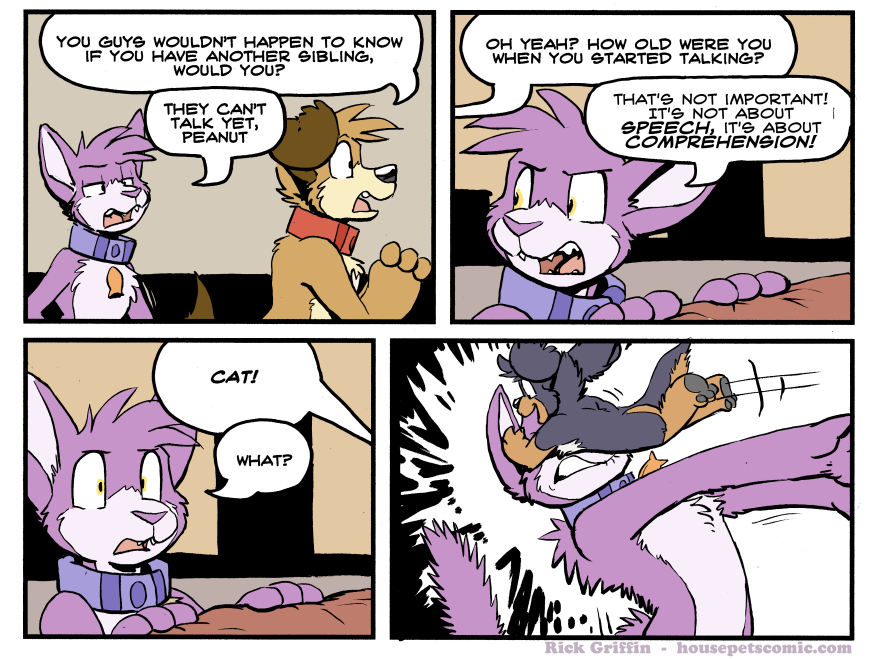 YOU GUYS WOULDN'T HAPPEN TO KNOW
IF YOU HAVE ANOTHER SIBLING,
WOULD YOU?
THEY CAN'T
TALK YET,
PEANUT
OH YEAH? HOW OLD WERE YOU
WHEN YOU STARTED TALKING?
THAT'S NOT IMPORTANT!
IT'S NOT ABOUT
SPEECH, IT'S ABOUT
COMPREHENSION!
CAT!
WHAT?
Rick Griffin - housepetscomic.com